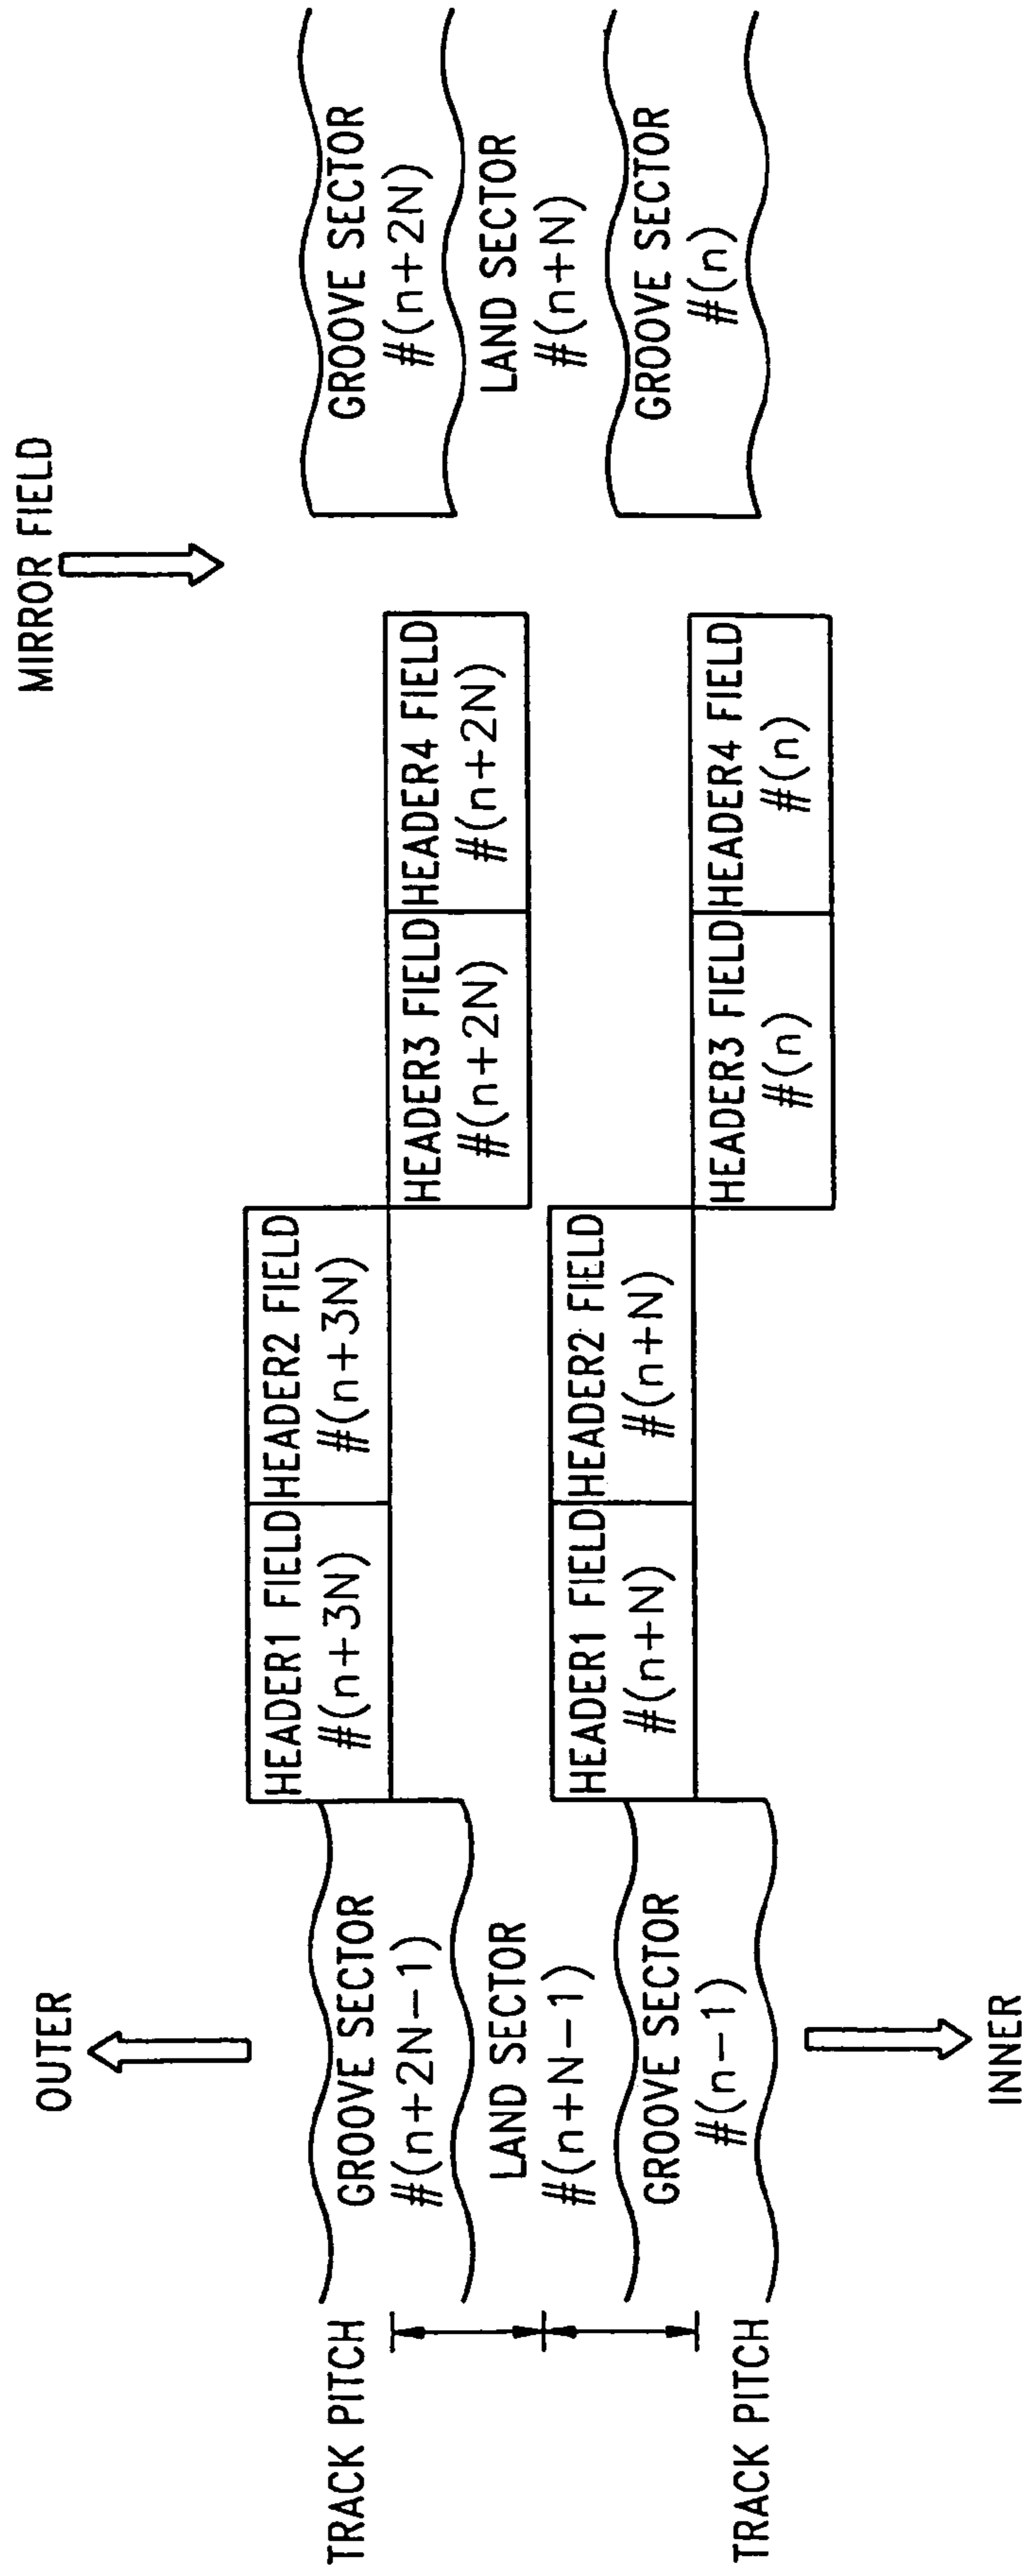 OUTER
MIRROR FIELD
HEADER1 FIELD
#(n+3N)
HEADER2 FIELD
#(n+3N)
TRACK PITCH
GROOVE SECTOR
#(n+2N-1)
HEADER3 FIELD
#(n+2N)
HEADER4 FIELD
#(n+2N)
GROOVE SECTOR
#(n+2N)
LAND SECTOR
#(n+N-1)
LAND SECTOR
#(n+N)
HEADER1 FIELD
#(n+N)
HEADER2 FIELD
#(n+N)
GROOVE SECTOR
#(n-1)
HEADER3 FIELD
#(n)
HEADER4 FIELD
#(n)
GROOVE SECTOR
#(n)
TRACK PITCH
INNER